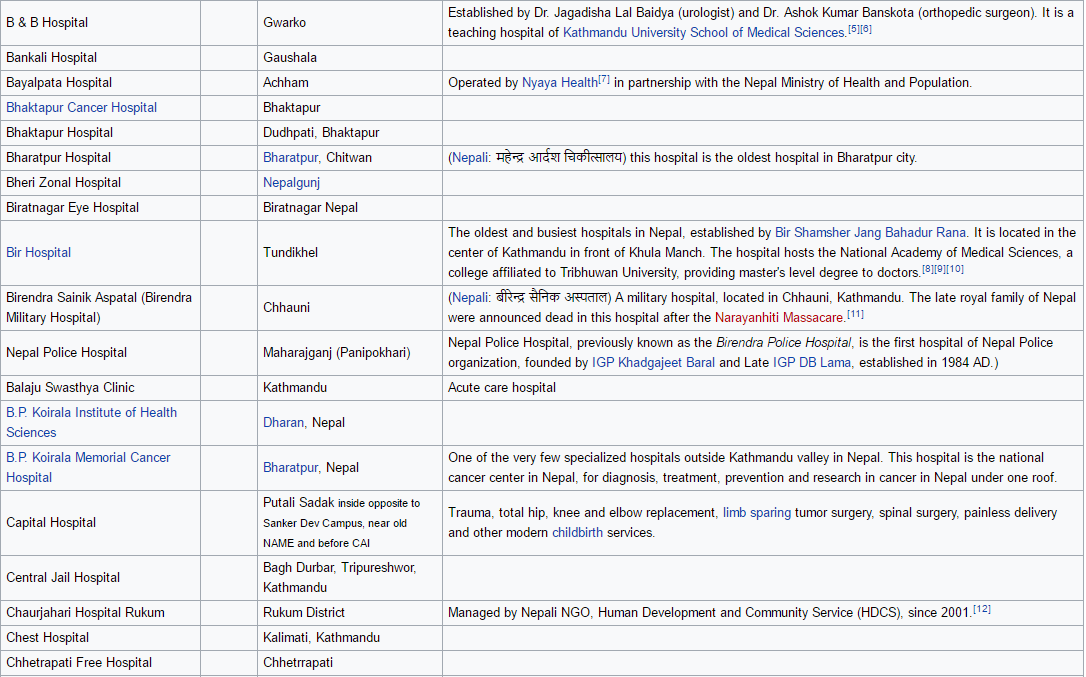 B & B Hospital
Gwarko
Established by Dr. Jagadisha Lal Baidya (urologist) and Dr. Ashok Kumar Banskota (orthopedic surgeon). It is a
teaching hospital of Kathmandu University School of Medical Sciences.[5][6]
Bankali Hospital
Gaushala
Bayalpata Hospital
Achham
Operated by Nyaya Health[7] in partnership with the Nepal Ministry of Health and Population.
Bhaktapur Cancer Hospital
Bhaktapur
Bhaktapur Hospital
Dudhpati, Bhaktapur
Bharatpur Hospital
Bharatpur, Chitwan
(Nepali: महेन्द्र आर्दश चिकीत्सालय) this hospital is the oldest hospital in Bharatpur city.
Bheri Zonal Hospital
Nepalgunj
Biratnagar Eye Hospital
Biratnagar Nepal
Bir Hospital
Tundikhel
The oldest and busiest hospitals in Nepal, established by Bir Shamsher Jang Bahadur Rana. It is located in the
center of Kathmandu in front of Khula Manch. The hospital hosts the National Academy of Medical Sciences, a
college affiliated to Tribhuwan University, providing master's level degree to doctors.[8][9][10]
Birendra Sainik Aspatal (Birendra
Military Hospital)
Chhauni
(Nepali: बीरेन्द्र सैनिक अस्पताल) A military hospital, located in Chhauni, Kathmandu. The late royal family of Nepal
were announced dead in this hospital after the Narayanhiti Massacare.[11]
Nepal Police Hospital
Maharajganj (Panipokhari)
Nepal Police Hospital, previously known as the Birendra Police Hospital, is the first hospital of Nepal Police
organization, founded by IGP Khadgajeet Baral and Late IGP DB Lama, established in 1984 AD.)
Balaju Swasthya Clinic
Kathmandu
Acute care hospital
B.P. Koirala Institute of Health
Sciences
Dharan, Nepal
B.P. Koirala Memorial Cancer
Hospital
Bharatpur, Nepal
One of the very few specialized hospitals outside Kathmandu valley in Nepal. This hospital is the national
cancer center in Nepal, for diagnosis, treatment, prevention and research in cancer in Nepal under one roof.
Capital Hospital
Putali Sadak inside opposite to
Sanker Dev Campus, near old
NAME and before CAI
Trauma, total hip, knee and elbow replacement, limb sparing tumor surgery, spinal surgery, painless delivery
and other modern childbirth services.
Central Jail Hospital
Bagh Durbar, Tripureshwor,
Kathmandu
Chaurjahari Hospital Rukum
Rukum District
Managed by Nepali NGO, Human Development and Community Service (HDCS), since 2001.[12]
Chest Hospital
Kalimati, Kathmandu
Chhetrapati Free Hospital
Chhetrrapati